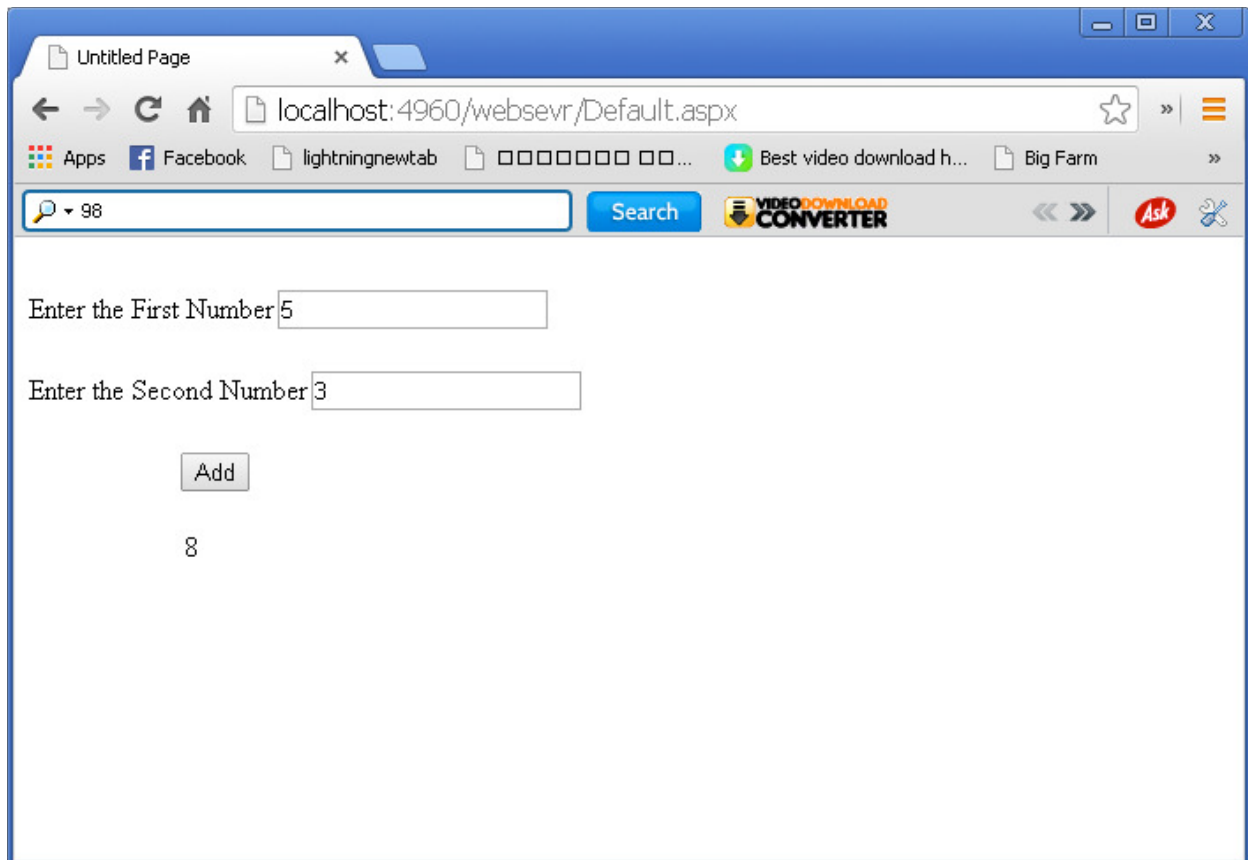 Untitled Page
localhost:4960/websevr/Default.aspx
Apps Facebook lightningnewtab ... Best video download h... Big Farm
98 Search VIDEO DOWNLOAD CONVERTER Ask
Enter the First Number 5
Enter the Second Number 3
Add
8